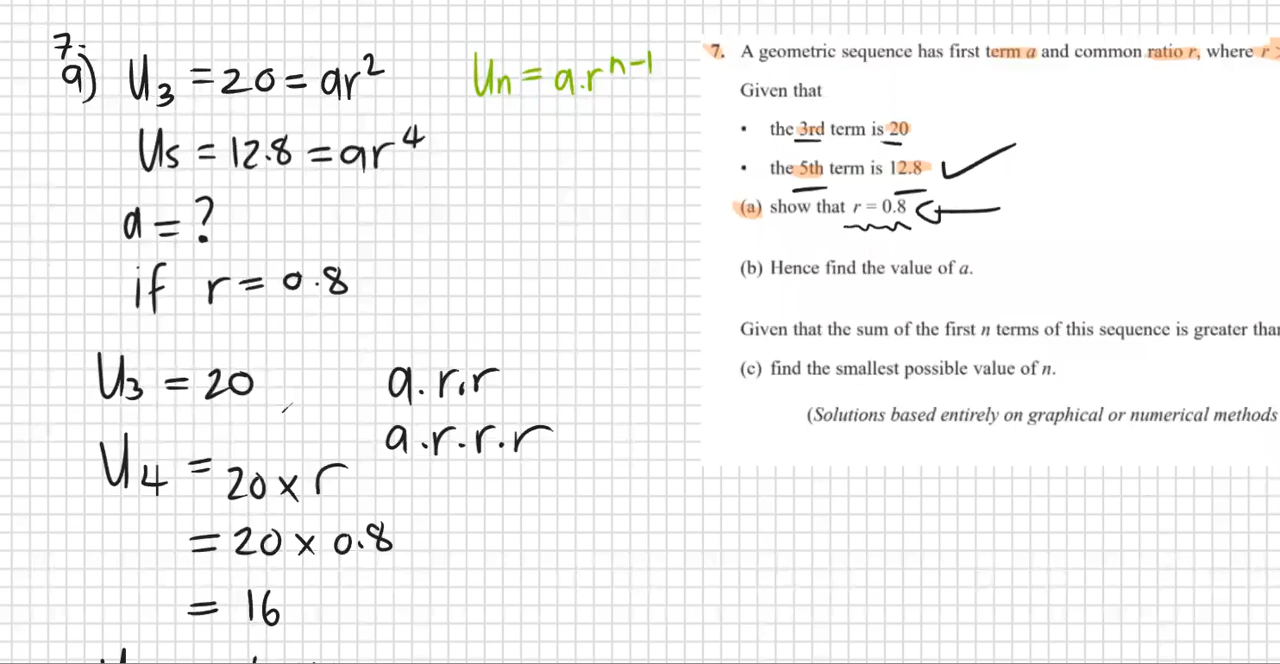 7.
a) U3 = 20 = ar²
Un = a.r^n-1
U5 = 12.8 = ar⁴
a = ?
if r = 0.8
U3 = 20
a.r.r
U4 = 20 × r
a.r.r.r
= 20 × 0.8
= 16
7. A geometric sequence has first term a and common ratio r, where r >
Given that
• the 3rd term is 20
• the 5th term is 12.8
(a) show that r = 0.8
(b) Hence find the value of a.
Given that the sum of the first n terms of this sequence is greater than
(c) find the smallest possible value of n.
(Solutions based entirely on graphical or numerical methods